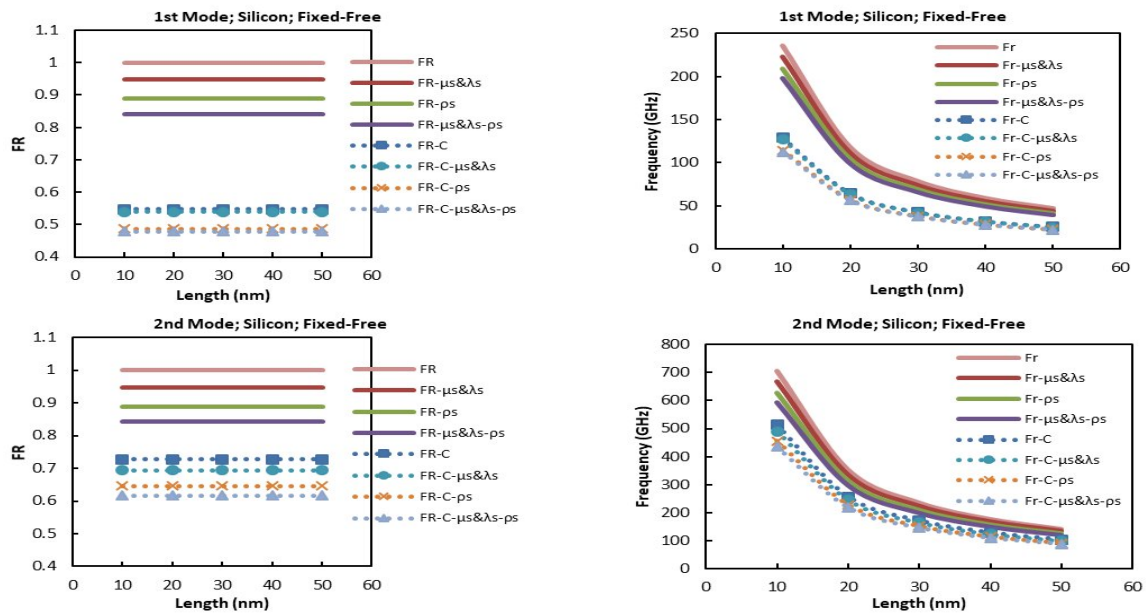 1st Mode; Silicon; Fixed-Free
FR
1.1
1
0.9
0.8
0.7
0.6
0.5
0.4
0
10
20
30
40
50
60
Length (nm)
FR
FR-μs&λs
FR-ρs
FR-μs&λs-ρs
FR-C
FR-C-μs&λs
FR-C-ρs
FR-C-μs&λs-ρs
1st Mode; Silicon; Fixed-Free
Frequency (GHz)
250
200
150
100
50
0
0
10
20
30
40
50
60
Length (nm)
Fr
Fr-μs&λs
Fr-ρs
Fr-μs&λs-ρs
Fr-C
Fr-C-μs&λs
Fr-C-ρs
Fr-C-μs&λs-ρs
2nd Mode; Silicon; Fixed-Free
FR
1.1
1
0.9
0.8
0.7
0.6
0.5
0.4
0
10
20
30
40
50
60
Length (nm)
FR
FR-μs&λs
FR-ρs
FR-μs&λs-ρs
FR-C
FR-C-μs&λs
FR-C-ρs
FR-C-μs&λs-ρs
2nd Mode; Silicon; Fixed-Free
Frequency (GHz)
800
700
600
500
400
300
200
100
0
0
10
20
30
40
50
60
Length (nm)
Fr
Fr-μs&λs
Fr-ρs
Fr-μs&λs-ρs
Fr-C
Fr-C-μs&λs
Fr-C-ρs
Fr-C-μs&λs-ρs